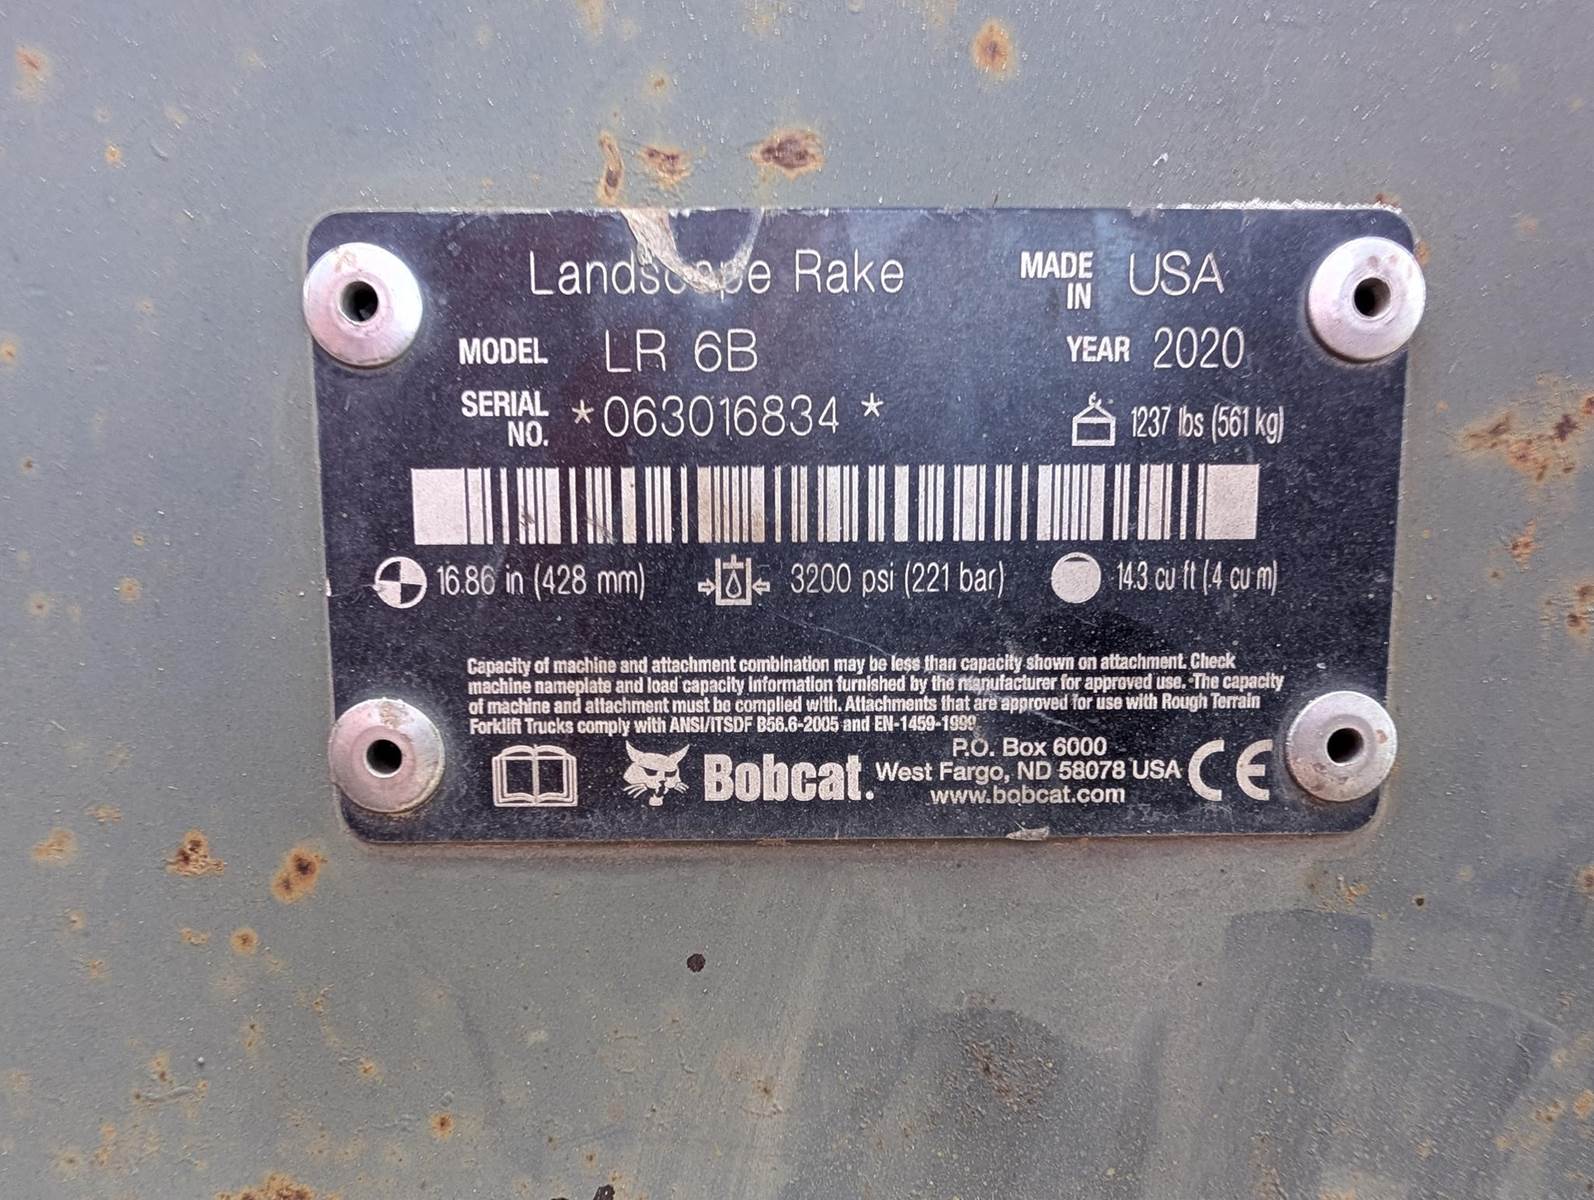 Landscape Rake
MADE IN USA
MODEL LR 6B
YEAR 2020
SERIAL NO. *063016834*
1237 lbs (561 kg)
16.86 in (428 mm)
3200 psi (221 bar)
14.3 cu ft (.4 cu m)
Capacity of machine and attachment combination may be less than capacity shown on attachment. Check
machine nameplate and load capacity information furnished by the manufacturer for approved use. The capacity
of machine and attachment must be complied with. Attachments that are approved for use with Rough Terrain
Forklift Trucks comply with ANSI/ITSDF B56.6-2005 and EN-1459-1999.
Bobcat.
P.O. Box 6000
West Fargo, ND 58078 USA
www.bobcat.com
CE